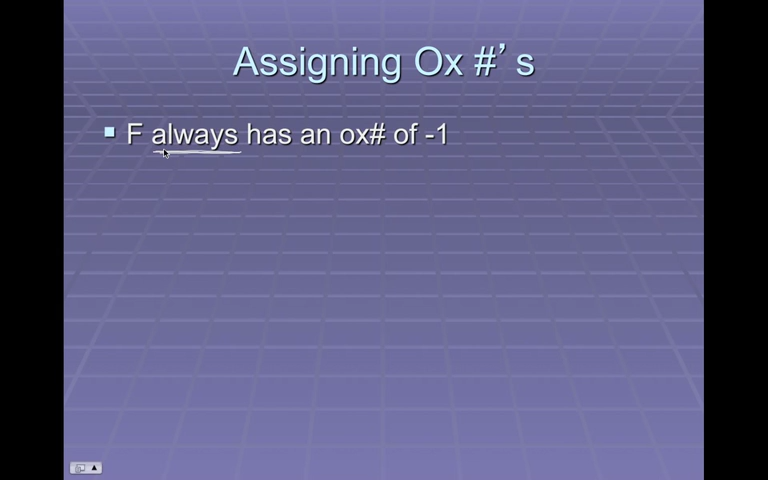 Assigning Ox #’s
F always has an ox# of -1